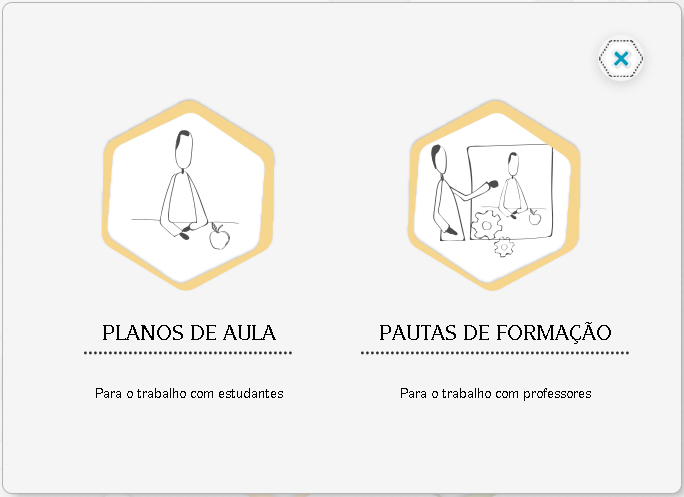 PLANOS DE AULA
Para o trabalho com estudantes
PAUTAS DE FORMAÇÃO
Para o trabalho com professores